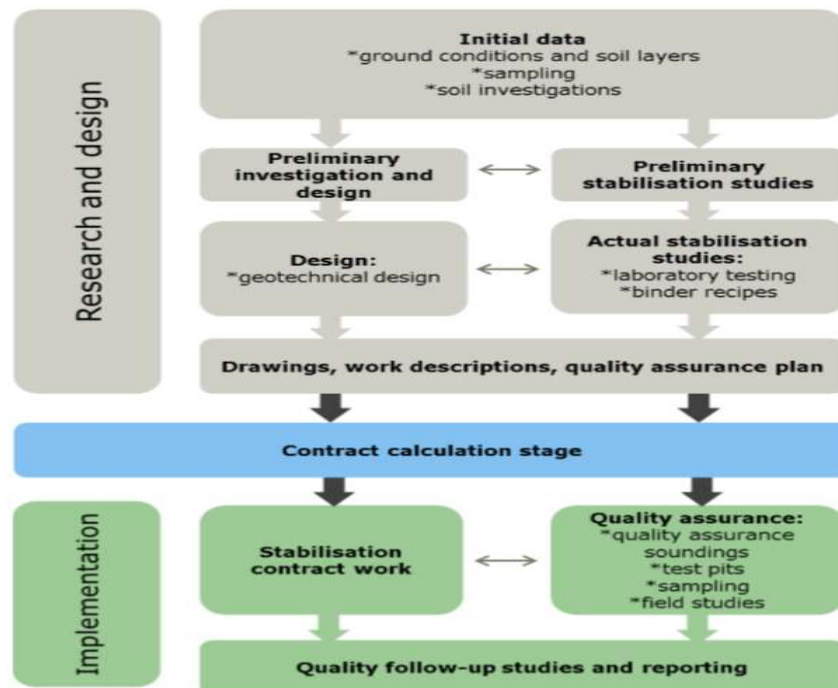 Research and design
Initial data
*ground conditions and soil layers
*sampling
*soil investigations
Preliminary
investigation and
design
Preliminary
stabilisation studies
Design:
*geotechnical design
Actual stabilisation
studies:
*laboratory testing
*binder recipes
Drawings, work descriptions, quality assurance plan
Contract calculation stage
Implementation
Stabilisation
contract work
Quality assurance:
*quality assurance
soundings
*test pits
*sampling
*field studies
Quality follow-up studies and reporting